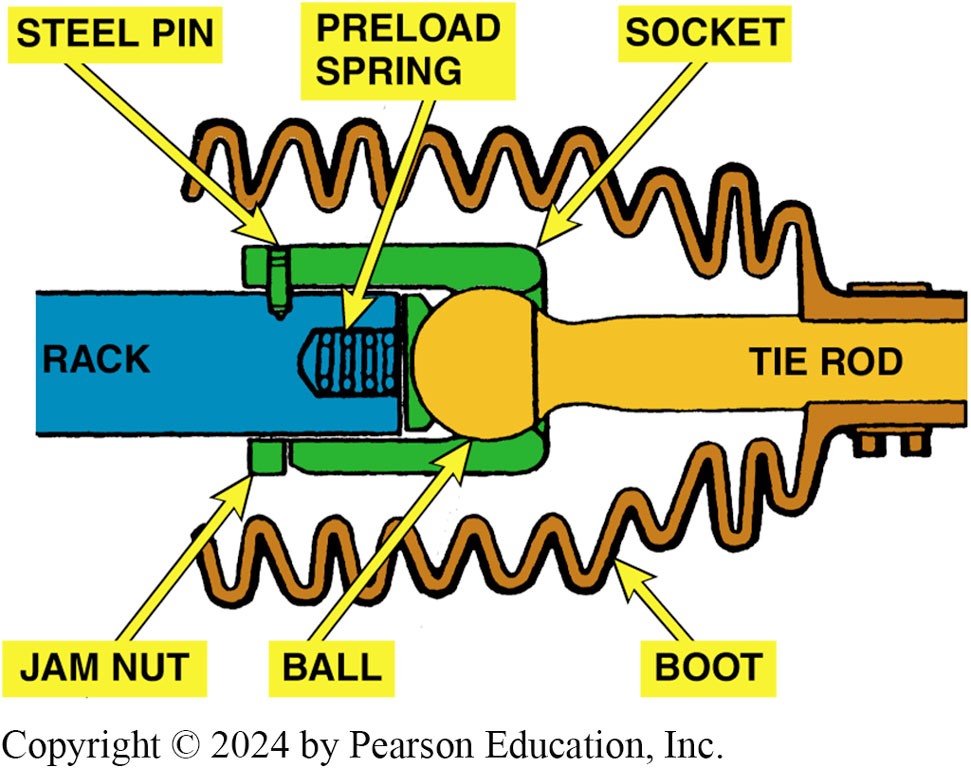 STEEL PIN
PRELOAD
SPRING
SOCKET
RACK
TIE ROD
JAM NUT
BALL
BOOT
Copyright © 2024 by Pearson Education, Inc.